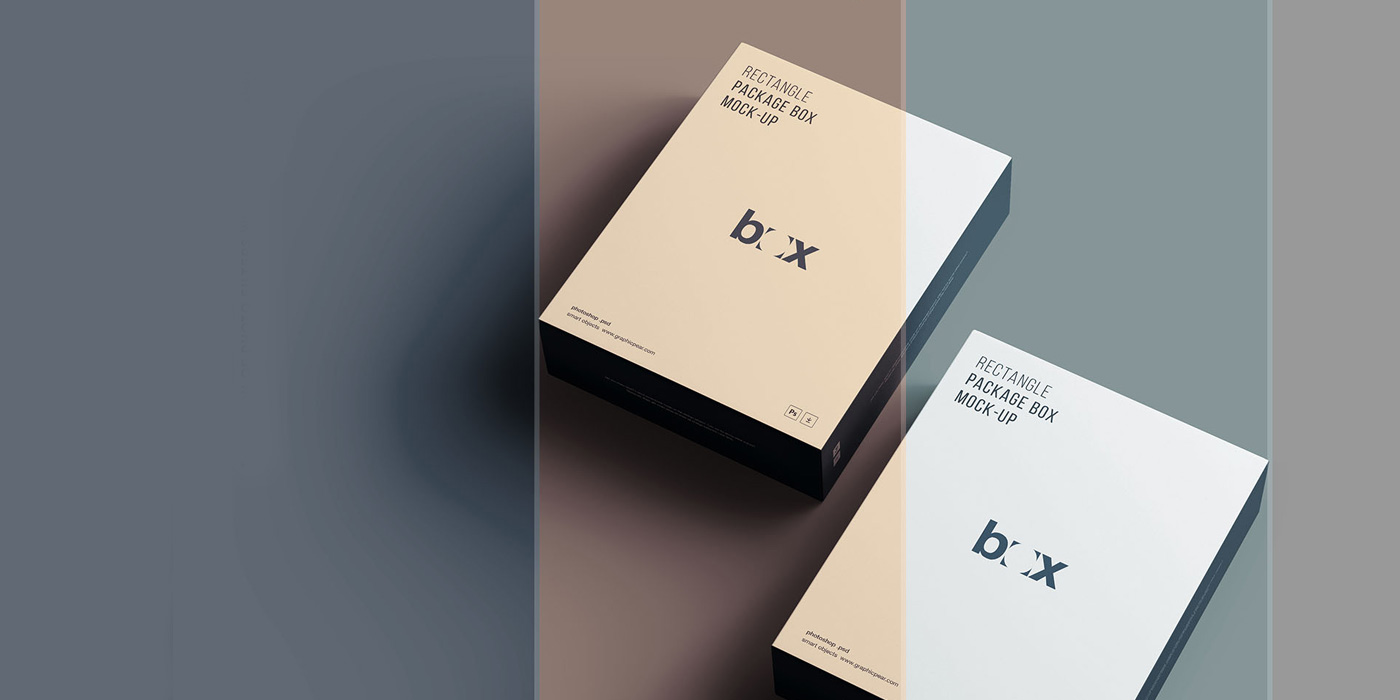 RECTANGLE
PACKAGE BOX
MOCK-UP
box
photoshop .psd
smart objects www.graphicpear.com
Ps
RECTANGLE
PACKAGE BOX
MOCK-UP
box
photoshop .psd
smart objects www.graphicpear.com